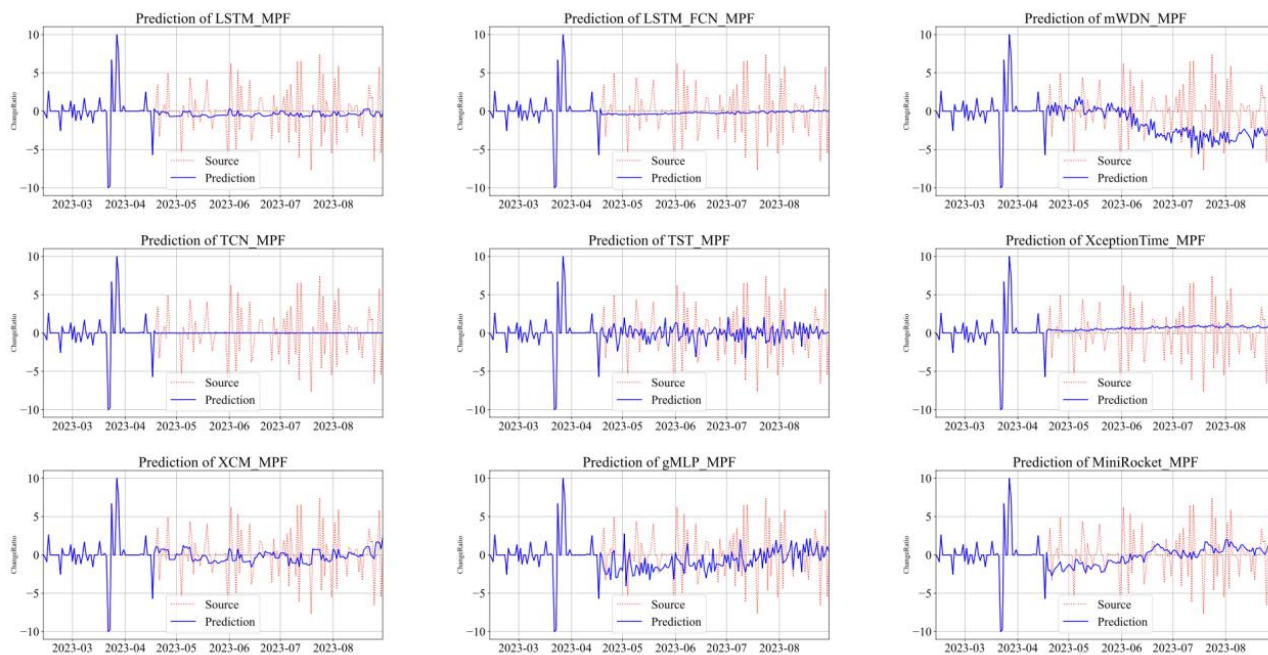 Prediction of LSTM_MPF
10
5
0
−5
−10
ChangeRatio
Source
Prediction
2023-03 2023-04 2023-05 2023-06 2023-07 2023-08
Prediction of LSTM_FCN_MPF
10
5
0
−5
−10
ChangeRatio
Source
Prediction
2023-03 2023-04 2023-05 2023-06 2023-07 2023-08
Prediction of mWDN_MPF
10
5
0
−5
−10
ChangeRatio
Source
Prediction
2023-03 2023-04 2023-05 2023-06 2023-07 2023-08
Prediction of TCN_MPF
10
5
0
−5
−10
ChangeRatio
Source
Prediction
2023-03 2023-04 2023-05 2023-06 2023-07 2023-08
Prediction of TST_MPF
10
5
0
−5
−10
ChangeRatio
Source
Prediction
2023-03 2023-04 2023-05 2023-06 2023-07 2023-08
Prediction of XceptionTime_MPF
10
5
0
−5
−10
ChangeRatio
Source
Prediction
2023-03 2023-04 2023-05 2023-06 2023-07 2023-08
Prediction of XCM_MPF
10
5
0
−5
−10
ChangeRatio
Source
Prediction
2023-03 2023-04 2023-05 2023-06 2023-07 2023-08
Prediction of gMLP_MPF
10
5
0
−5
−10
ChangeRatio
Source
Prediction
2023-03 2023-04 2023-05 2023-06 2023-07 2023-08
Prediction of MiniRocket_MPF
10
5
0
−5
−10
ChangeRatio
Source
Prediction
2023-03 2023-04 2023-05 2023-06 2023-07 2023-08